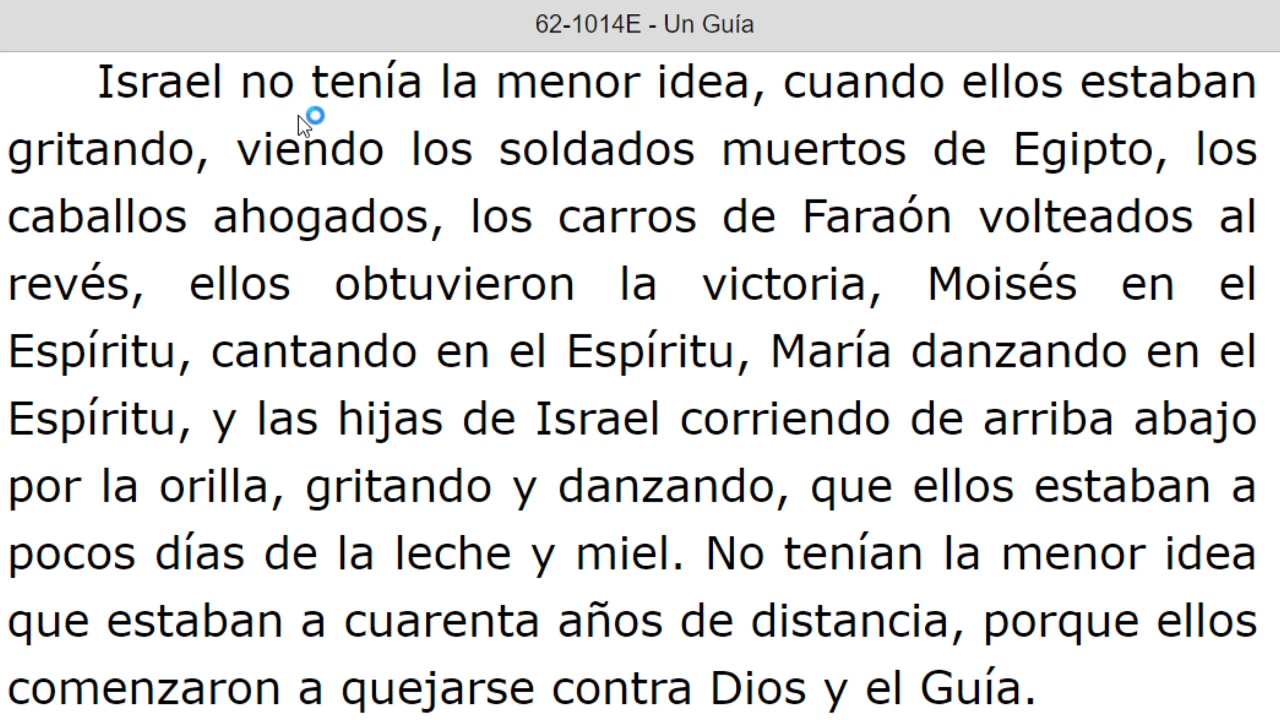 62-1014E - Un Guía
Israel no tenía la menor idea, cuando ellos estaban
gritando, viendo los soldados muertos de Egipto, los
caballos ahogados, los carros de Faraón volteados al
revés, ellos obtuvieron la victoria, Moisés en el
Espíritu, cantando en el Espíritu, María danzando en el
Espíritu, y las hijas de Israel corriendo de arriba abajo
por la orilla, gritando y danzando, que ellos estaban a
pocos días de la leche y miel. No tenían la menor idea
que estaban a cuarenta años de distancia, porque ellos
comenzaron a quejarse contra Dios y el Guía.